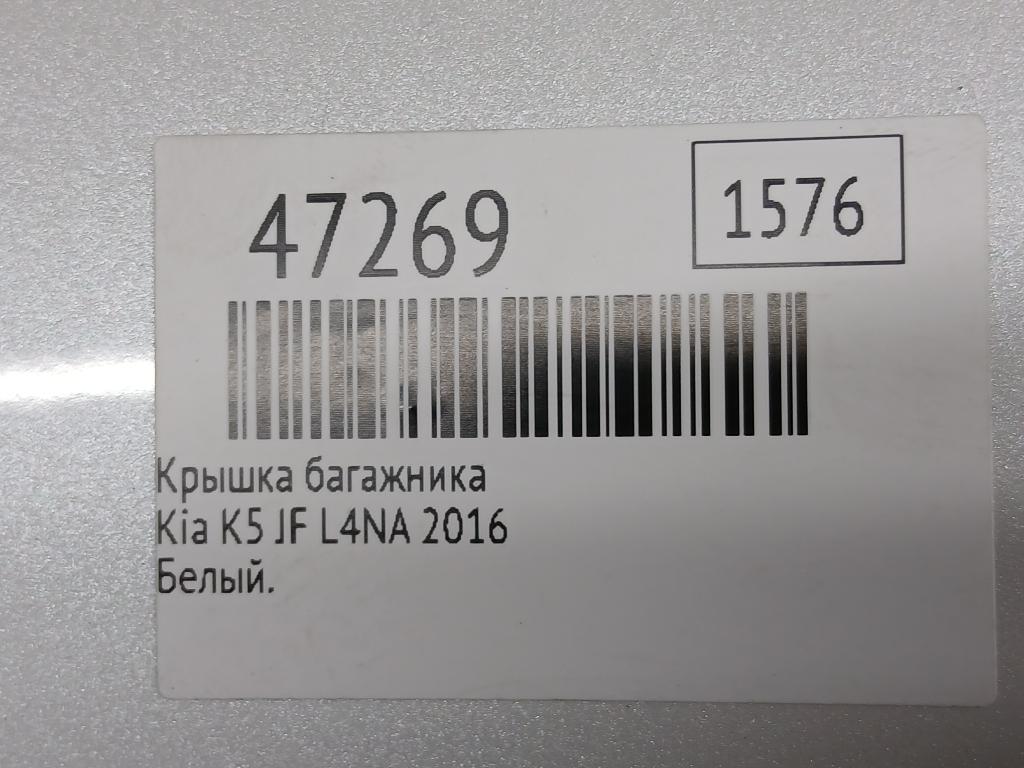 47269
1576
Крышка багажника
Kia K5 JF L4NA 2016
Белый.